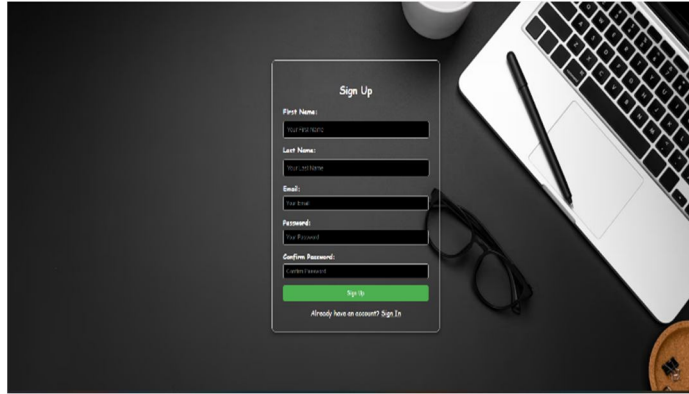 Sign Up
First Name:
Your First Name
Last Name:
Your Last Name
Email:
Your Email
Password:
Your Password
Confirm Password:
Confirm Password
Sign Up
Already have an account? Sign In